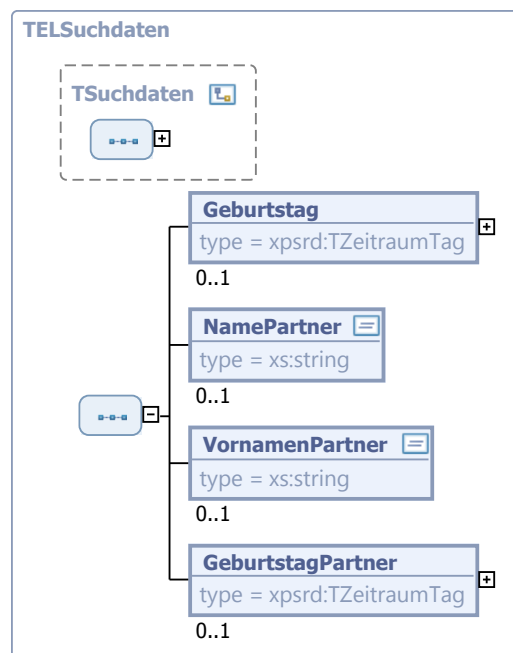 TELSuchdaten
TSuchdaten
Geburtstag
type = xpsrd:TZeitraumTag
0..1
NamePartner
type = xs:string
0..1
VornamenPartner
type = xs:string
0..1
GeburtstagPartner
type = xpsrd:TZeitraumTag
0..1